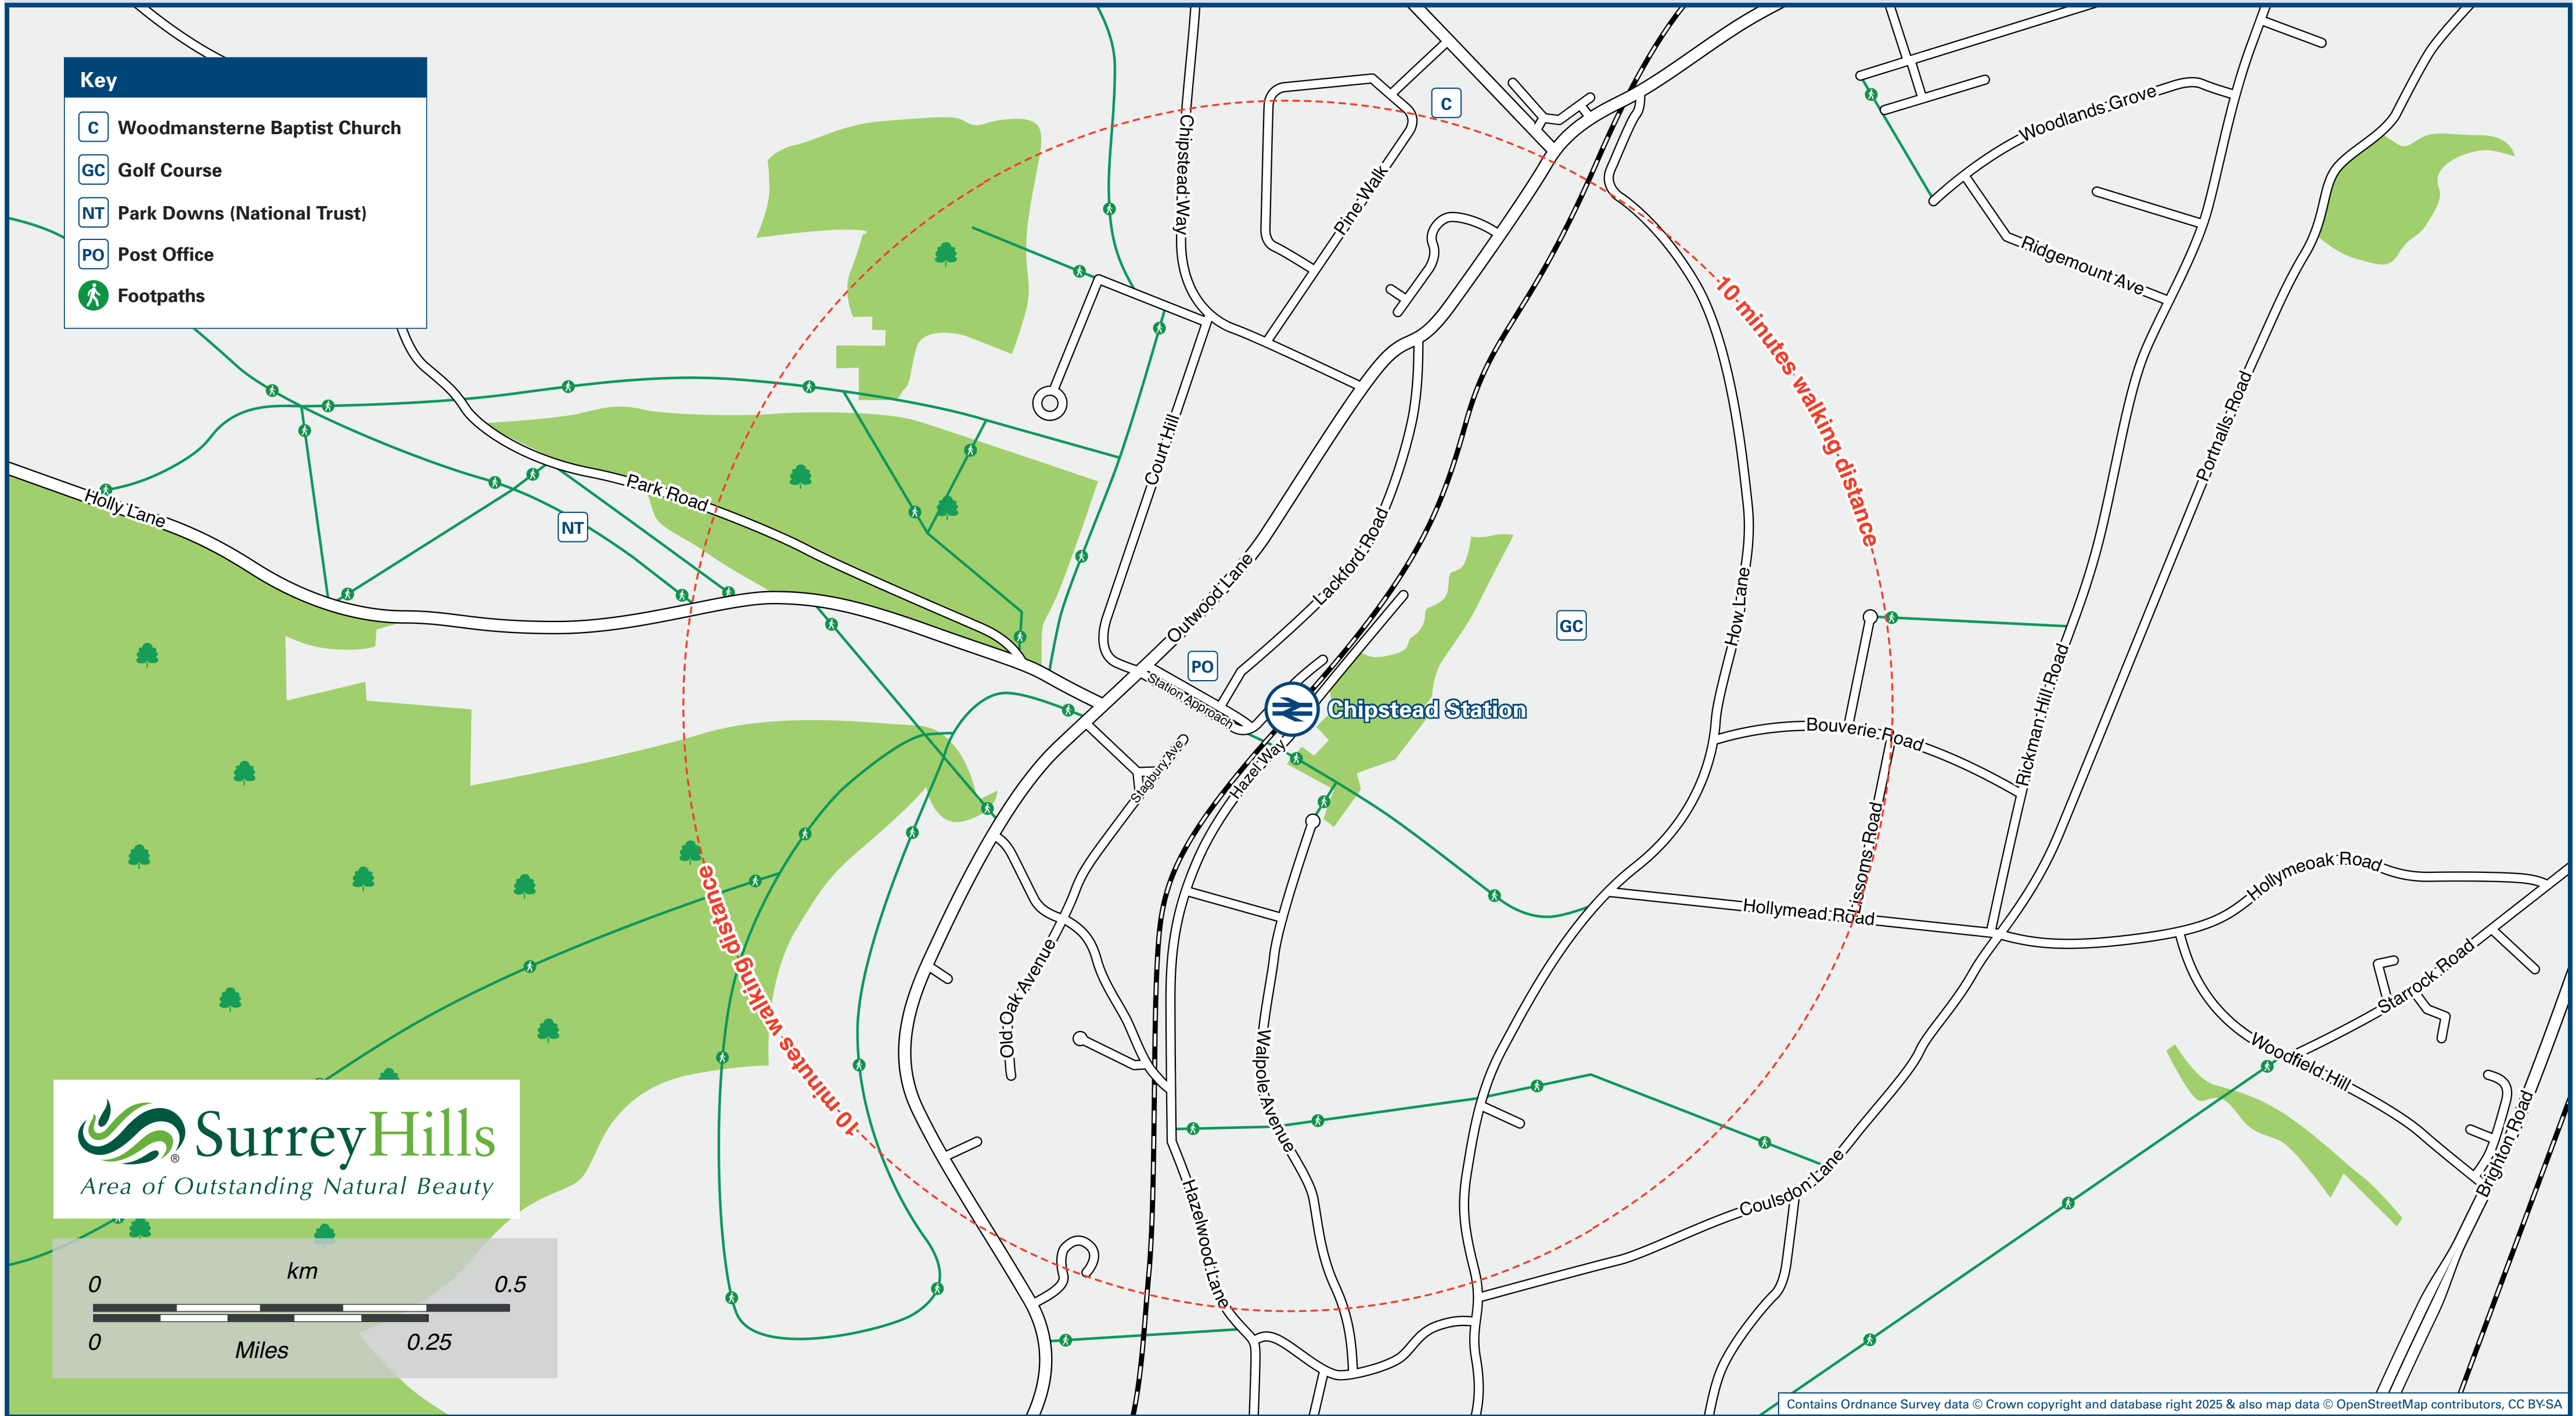 Key
C Woodmansterne Baptist Church
GC Golf Course
NT Park Downs (National Trust)
PO Post Office
Footpaths
C
Chipstead Way
Pine Walk
Woodlands Grove
Ridgemount Ave
10 minutes walking distance
Portnalls Road
Court Hill
Park Road
Holly Lane
NT
Outwood Lane
Lackford Road
How Lane
GC
PO
Station Approach
Chipstead Station
Rickman Hill Road
Bouverie Road
Stagbury Ave
Hazel Way
Lissoms Road
Hollymead Road
Hollymeoak Road
Starrock Road
Old Oak Avenue
10 minutes walking distance
Walpole Avenue
Woodfield Hill
Brighton Road
Coulsdon Lane
Hazelwood Lane
SurreyHills®
Area of Outstanding Natural Beauty
km
0 0.5
0 0.25
Miles
Contains Ordnance Survey data © Crown copyright and database right 2025 & also map data © OpenStreetMap contributors, CC BY-SA